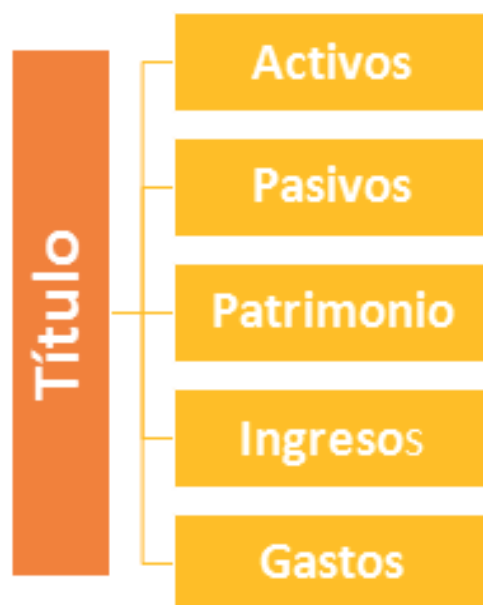 Título
Activos
Pasivos
Patrimonio
Ingresos
Gastos